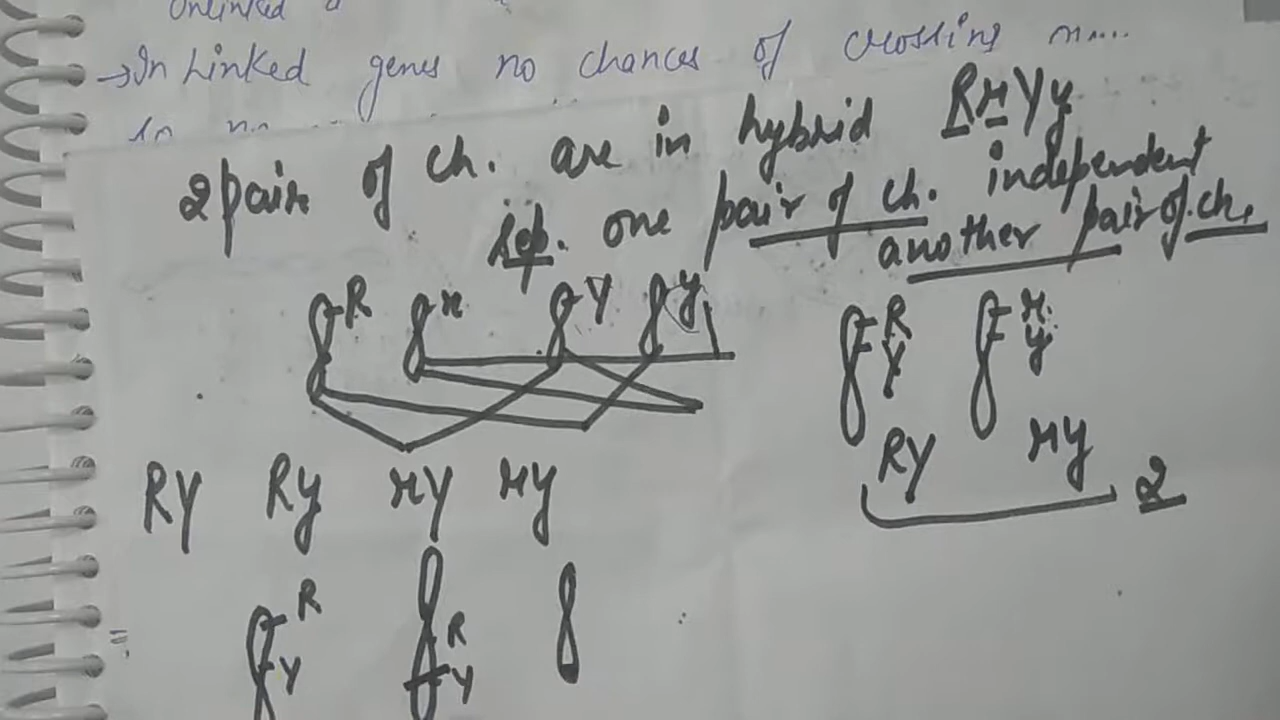 Unlinked
→In Linked genes no chances of crossing
2 pair of ch. are in hybrid RrYy
sep. one pair of ch. independent
another pair of ch.
R r Y y R r
Y y
RY Ry rY ry RY ry 2
R R
Y Y